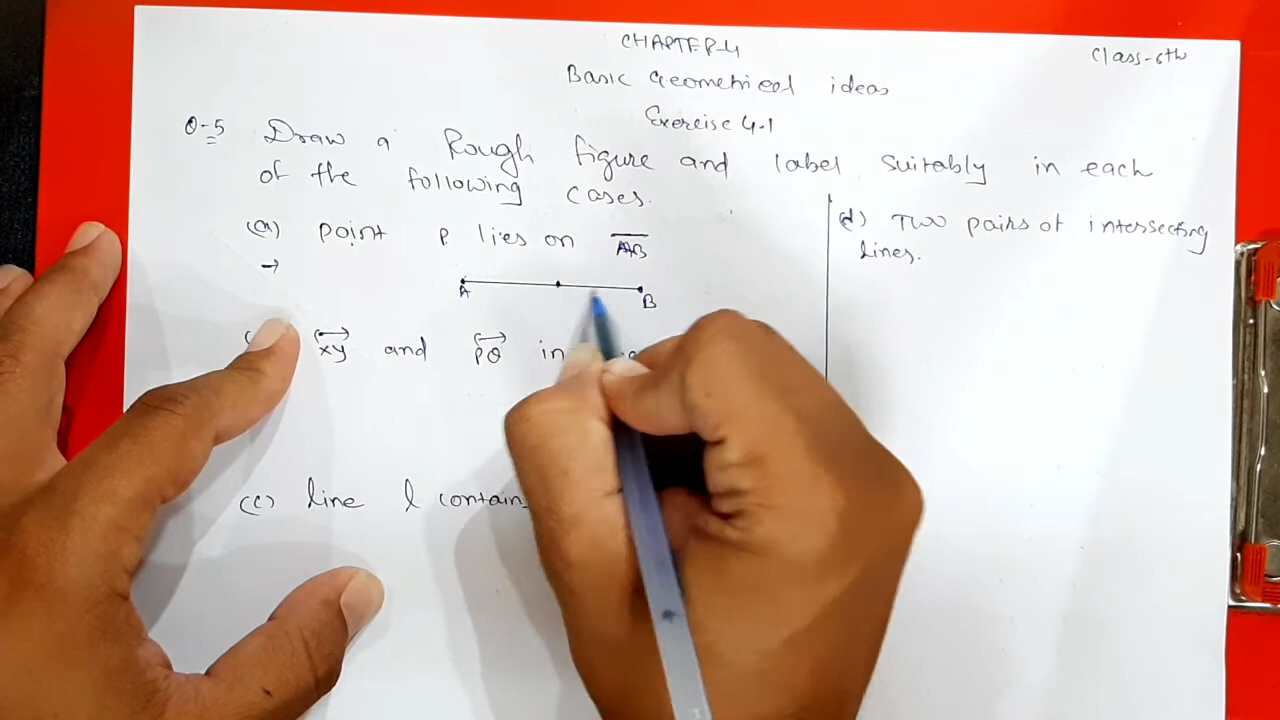 CHAPTER-4
Class-6th
Basic Geometrical ideas
Exercise 4.1
Q-5 Draw a Rough figure and label suitably in each
of the following cases.
(a) point P lies on AB
→
A B
xy and PQ in
(c) line l contain
(d) Two pairs of intersecting
lines.